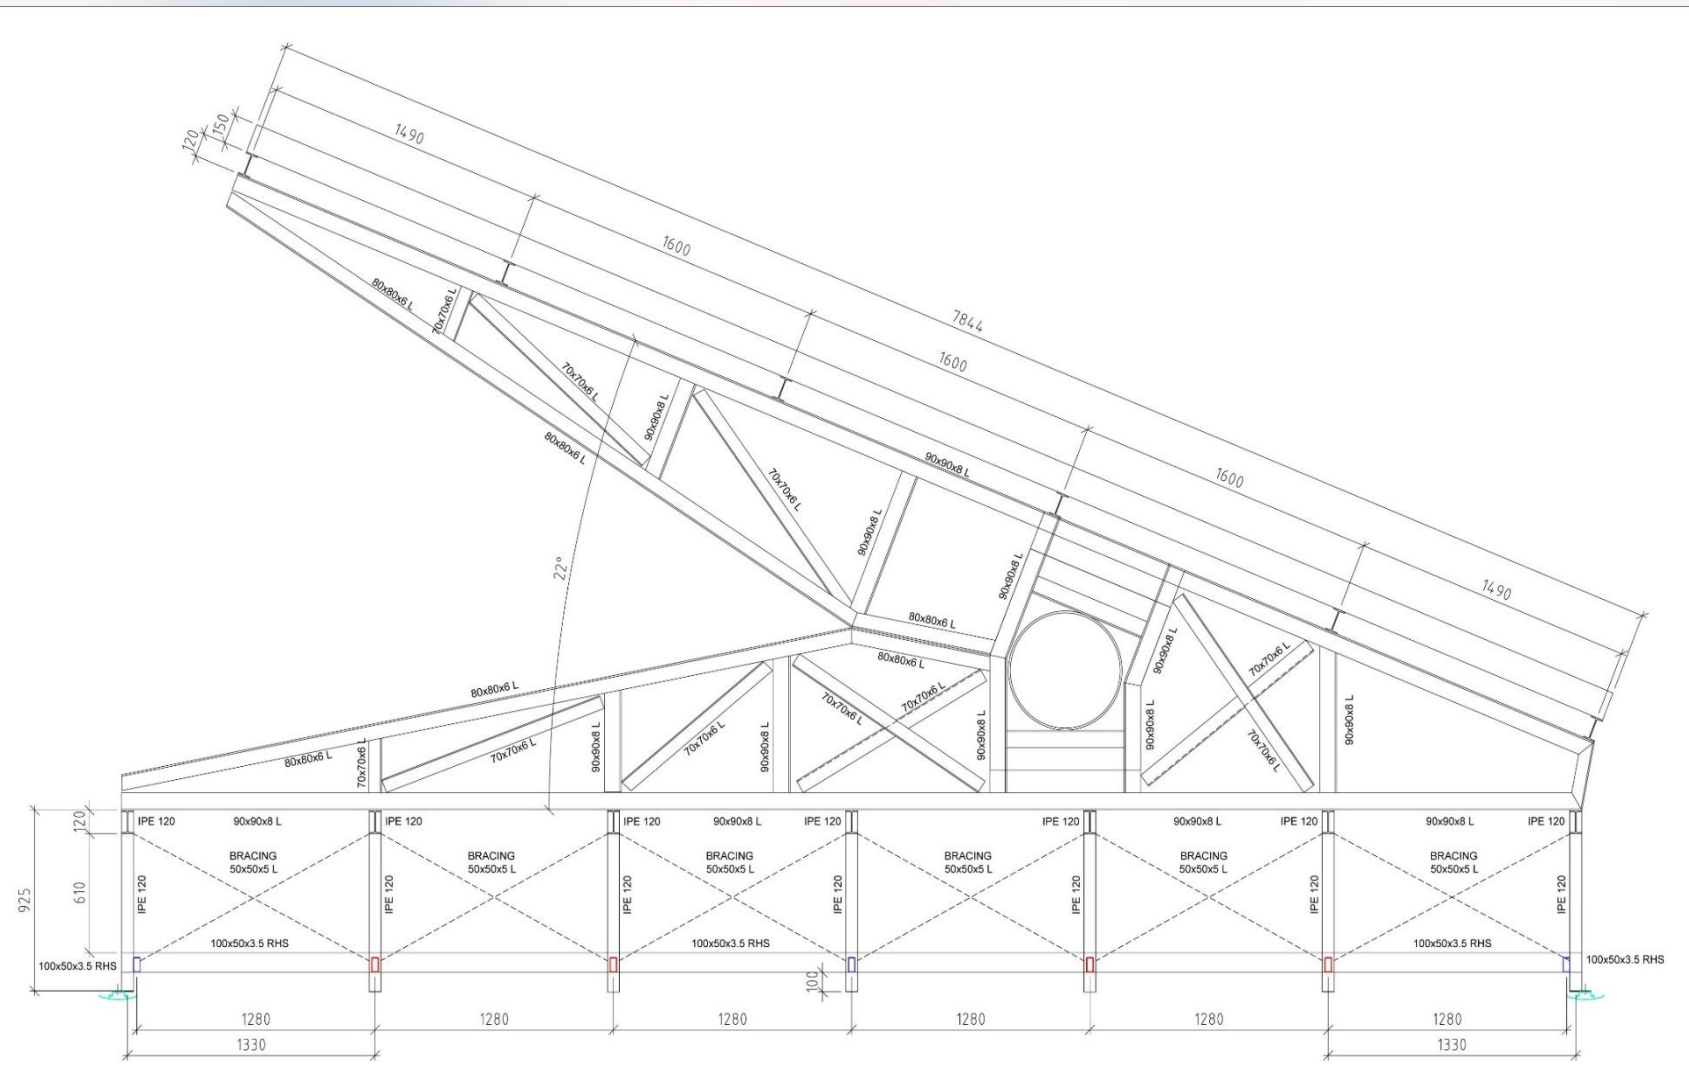 1490
150
120
1600
7844
1600
1600
1490
80x80x6 L
70x70x6 L
70x70x6 L
90x90x8 L
80x80x6 L
70x70x6 L
90x90x8 L
90x90x8 L
90x90x8 L
22°
80x80x6 L
80x80x6 L
90x90x8 L
70x70x6 L
80x80x6 L
70x70x6 L
70x70x6 L
80x80x6 L
70x70x6 L
70x70x6 L
90x90x8 L
70x70x6 L
90x90x8 L
90x90x8 L
90x90x8 L
70x70x6 L
90x90x8 L
120
IPE 120
90x90x8 L
IPE 120
IPE 120
90x90x8 L
IPE 120
IPE 120
90x90x8 L
IPE 120
90x90x8 L
IPE 120
BRACING
50x50x5 L
BRACING
50x50x5 L
BRACING
50x50x5 L
BRACING
50x50x5 L
BRACING
50x50x5 L
BRACING
50x50x5 L
925
610
IPE 120
IPE 120
IPE 120
IPE 120
IPE 120
IPE 120
IPE 120
100x50x3.5 RHS
100x50x3.5 RHS
100x50x3.5 RHS
100x50x3.5 RHS
100x50x3.5 RHS
100
1280
1280
1280
1280
1280
1280
1330
1330